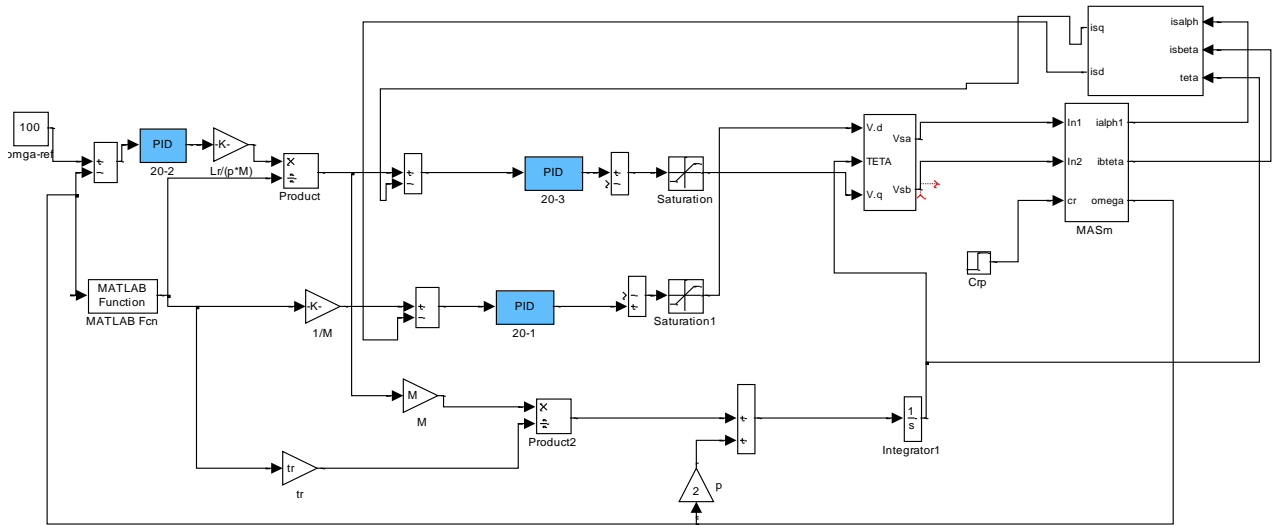 isq
isd
isalph
isbeta
teta
100
omga-ref
PID
20-2
-K-
Lr/(p*M)
Product
PID
20-3
Saturation
V.d
TETA
V.q
Vsa
Vsb
In1
In2
cr
ialph1
ibteta
omega
MASm
Crp
MATLAB
Function
MATLAB Fcn
-K-
1/M
PID
20-1
Saturation1
M
M
Product2
tr
tr
2
p
1
s
Integrator1